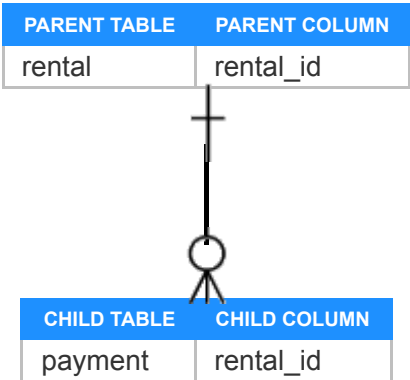 PARENT TABLE PARENT COLUMN
rental rental_id
CHILD TABLE CHILD COLUMN
payment rental_id